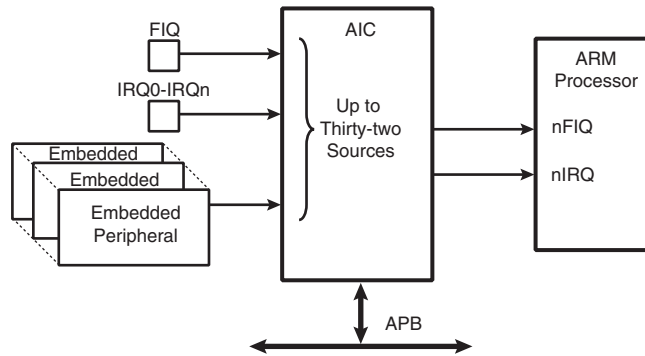 FIQ
IRQ0-IRQn
Embedded
Embedded
Embedded
Peripheral
AIC
Up to
Thirty-two
Sources
ARM
Processor
nFIQ
nIRQ
APB